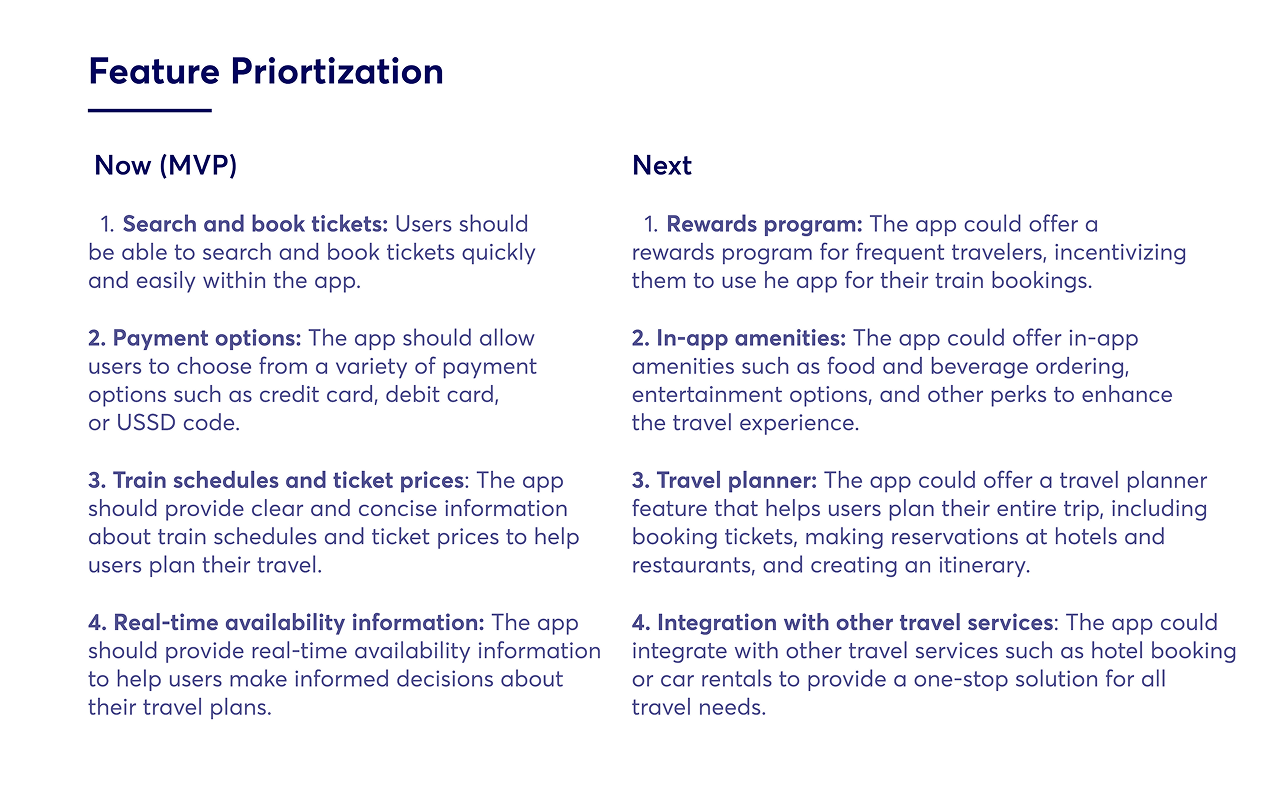 Feature Priortization
Now (MVP)
1. Search and book tickets: Users should
be able to search and book tickets quickly
and easily within the app.
2. Payment options: The app should allow
users to choose from a variety of payment
options such as credit card, debit card,
or USSD code.
3. Train schedules and ticket prices: The app
should provide clear and concise information
about train schedules and ticket prices to help
users plan their travel.
4. Real-time availability information: The app
should provide real-time availability information
to help users make informed decisions about
their travel plans.
Next
1. Rewards program: The app could offer a
rewards program for frequent travelers, incentivizing
them to use he app for their train bookings.
2. In-app amenities: The app could offer in-app
amenities such as food and beverage ordering,
entertainment options, and other perks to enhance
the travel experience.
3. Travel planner: The app could offer a travel planner
feature that helps users plan their entire trip, including
booking tickets, making reservations at hotels and
restaurants, and creating an itinerary.
4. Integration with other travel services: The app could
integrate with other travel services such as hotel booking
or car rentals to provide a one-stop solution for all
travel needs.